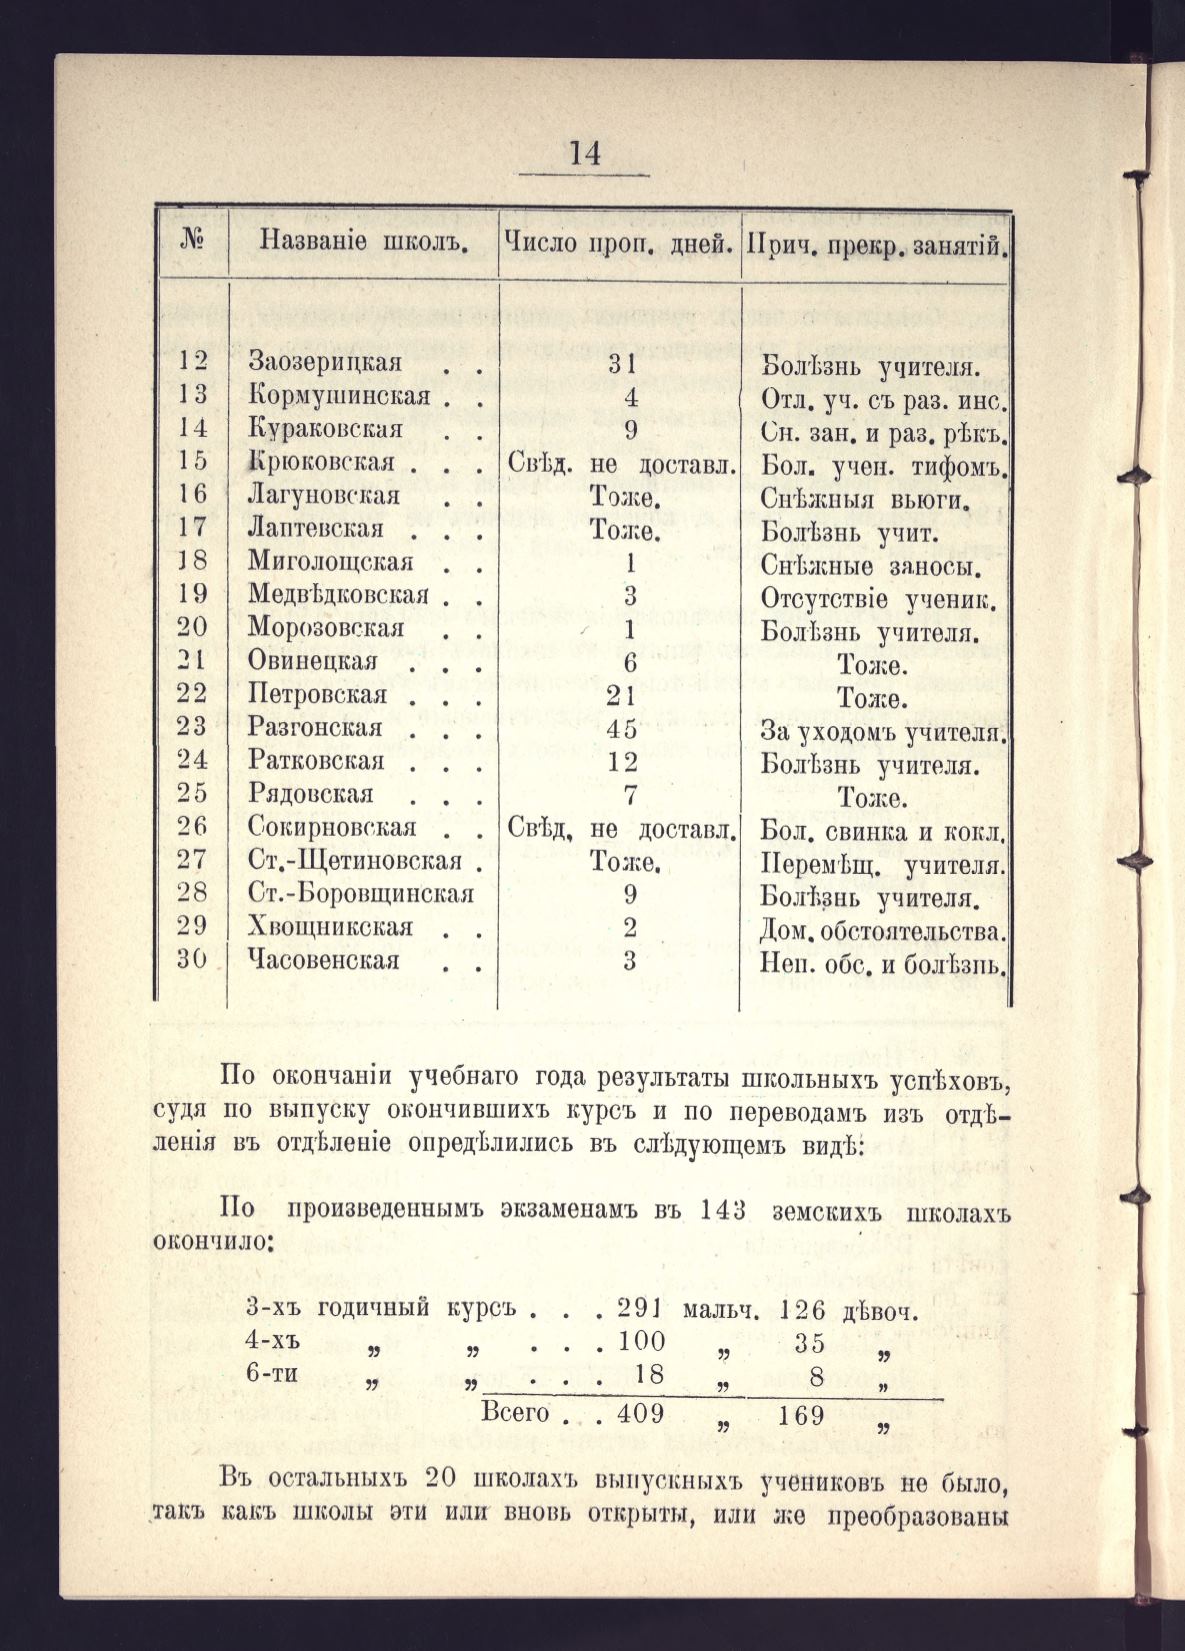 14
№ Названіе школъ. Число проп. дней. Прич. прекр. занятій.
12 Заозерицкая . . 31 Болѣзнь учителя.
13 Кормушинская . . 4 Отл. уч. съ раз. инс.
14 Кураковская . . 9 Сн. зан. и раз. рѣкъ.
15 Крюковская . . . Свѣд. не доставл. Бол. учен. тифомъ.
16 Лагуновская . . Тоже. Снѣжныя вьюги.
17 Лаптевская . . . Тоже. Болѣзнь учит.
18 Миголощская . . 1 Снѣжные заносы.
19 Медвѣдковская . . 3 Отсутствіе ученик.
20 Морозовская . . 1 Болѣзнь учителя.
21 Овинецкая . . . 6 Тоже.
22 Петровская . . . 21 Тоже.
23 Разгонская . . . 45 За уходомъ учителя.
24 Ратковская . . . 12 Болѣзнь учителя.
25 Рядовская . . . 7 Тоже.
26 Сокирновская . . Свѣд. не доставл. Бол. свинка и кокл.
27 Ст.-Щетиновская . Тоже. Перемѣщ. учителя.
28 Ст.-Боровщинская 9 Болѣзнь учителя.
29 Хвощникская . . 2 Дом. обстоятельства.
30 Часовенская . . 3 Неп. обс. и болѣзнь.
По окончаніи учебнаго года результаты школьныхъ успѣховъ,
судя по выпуску окончившихъ курсъ и по переводамъ изъ отдѣ-
ленія въ отдѣленіе опредѣлились въ слѣдующемъ видѣ:
По произведеннымъ экзаменамъ въ 143 земскихъ школахъ
окончило:
3-хъ годичный курсъ . . . 291 мальч. 126 дѣвоч.
4-хъ „ „ . . . 100 „ 35 „
6-ти „ „ . . . 18 „ 8 „
Всего . . 409 „ 169 „
Въ остальныхъ 20 школахъ выпускныхъ учениковъ не было,
такъ какъ школы эти или вновь открыты, или же преобразованы